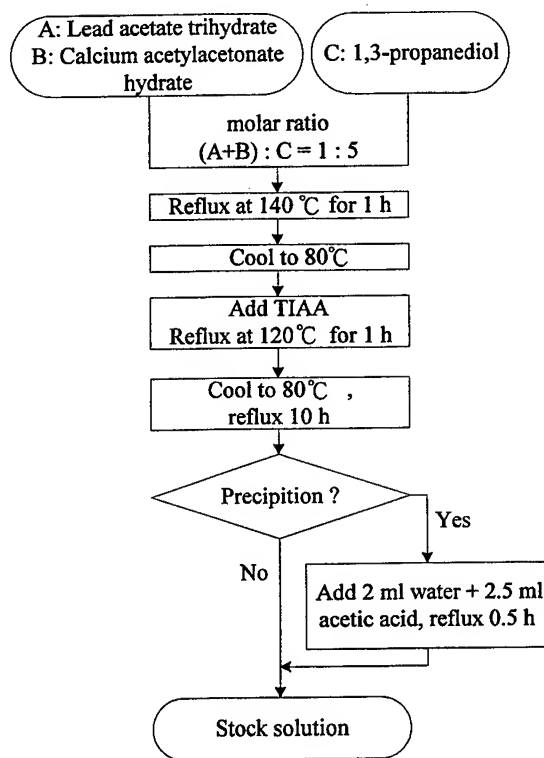 A: Lead acetate trihydrate
B: Calcium acetylacetonate
hydrate
C: 1,3-propanediol
molar ratio
(A+B) : C = 1 : 5
Reflux at 140℃ for 1 h
Cool to 80℃
Add TIAA
Reflux at 120℃ for 1 h
Cool to 80℃ ,
reflux 10 h
Precipition ?
Yes
No
Add 2 ml water + 2.5 ml
acetic acid, reflux 0.5 h
Stock solution